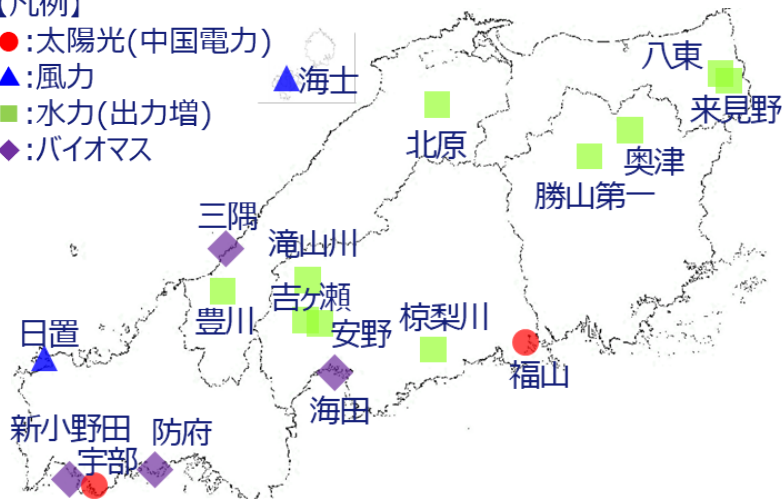 【凡例】
●:太陽光(中国電力)
▲:風力
■:水力(出力増)
◆:バイオマス
海士
八東
来見野
北原
奥津
勝山第一
三隅
滝山川
吉ヶ瀬
豊川
安野
椋梨川
日置
福山
海田
新小野田
防府
宇部